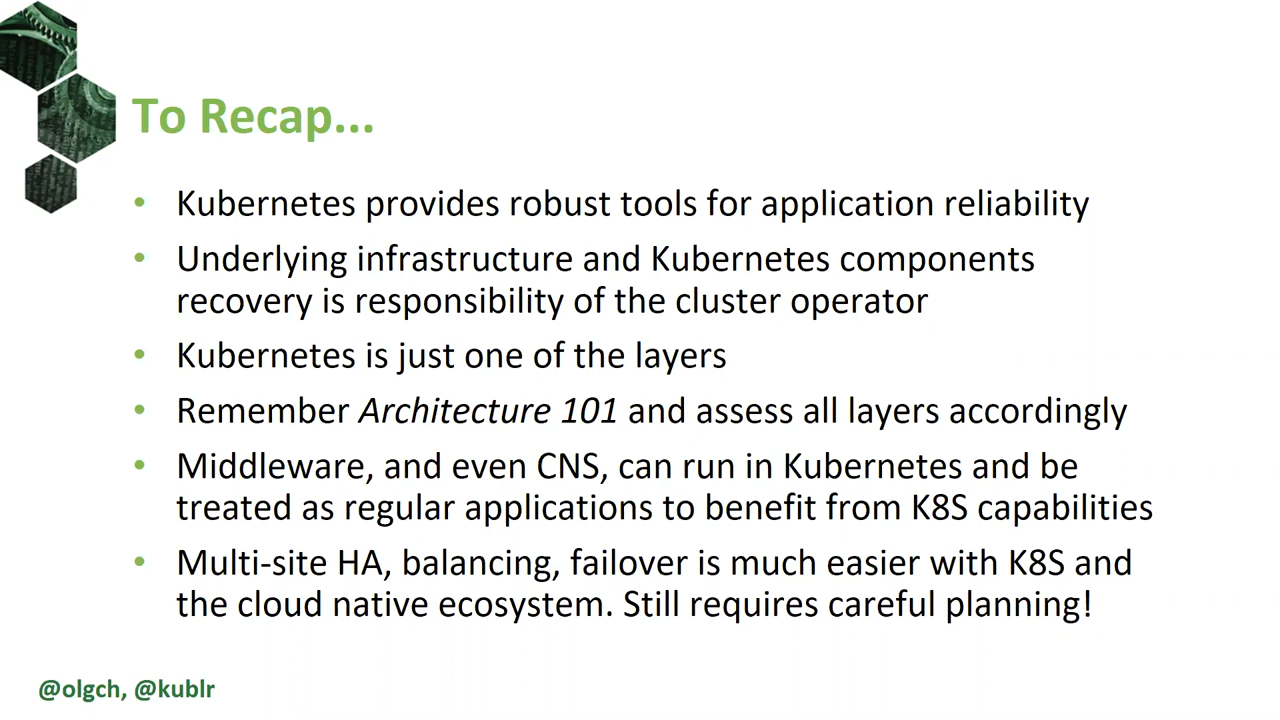 To Recap...
• Kubernetes provides robust tools for application reliability
• Underlying infrastructure and Kubernetes components
recovery is responsibility of the cluster operator
• Kubernetes is just one of the layers
• Remember Architecture 101 and assess all layers accordingly
• Middleware, and even CNS, can run in Kubernetes and be
treated as regular applications to benefit from K8S capabilities
• Multi-site HA, balancing, failover is much easier with K8S and
the cloud native ecosystem. Still requires careful planning!
@olgch, @kublr